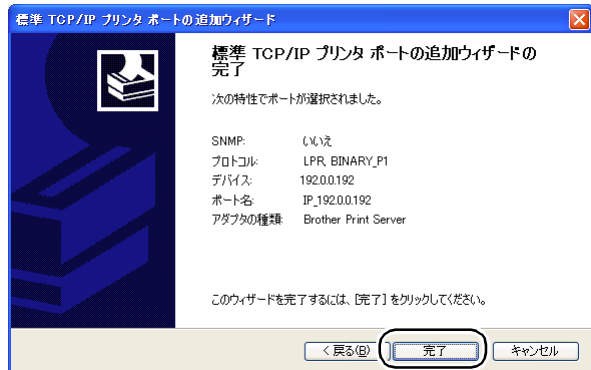 標準 TCP/IP プリンタ ポートの追加ウィザード
標準 TCP/IP プリンタ ポートの追加ウィザードの
完了
次の特性でポートが選択されました。
SNMP: いいえ
プロトコル: LPR, BINARY_P1
デバイス: 192.0.0.192
ポート名: IP_192.0.0.192
アダプタの種類: Brother Print Server
このウィザードを完了するには、[完了] をクリックしてください。
< 戻る(B) 完了 キャンセル